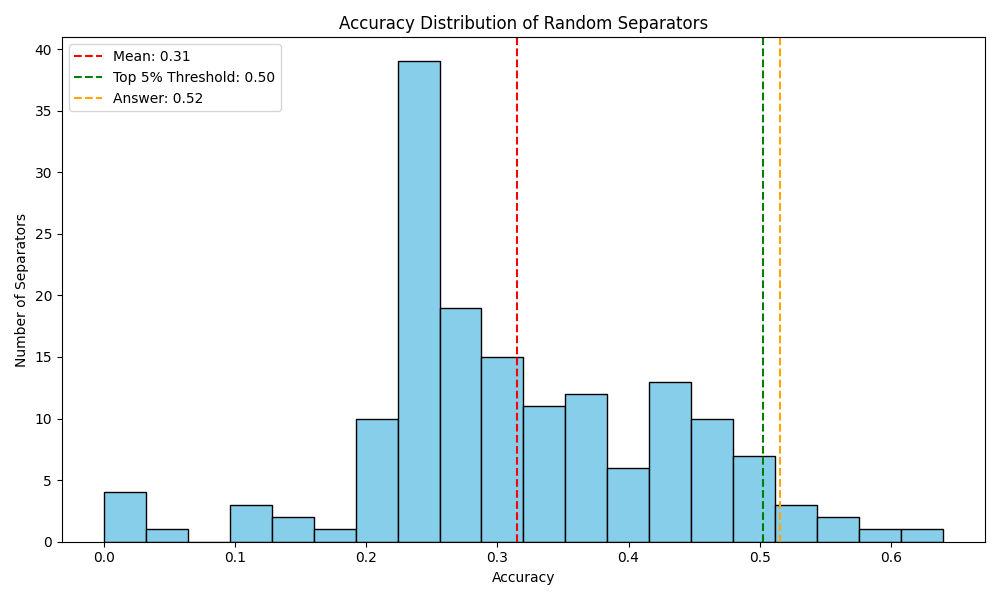 Accuracy Distribution of Random Separators
Mean: 0.31
Top 5% Threshold: 0.50
Answer: 0.52
Number of Separators
40
35
30
25
20
15
10
5
0
0.0 0.1 0.2 0.3 0.4 0.5 0.6
Accuracy